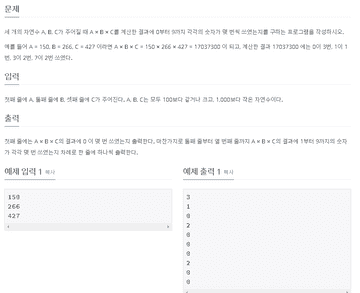 문제
세 개의 자연수 A, B, C가 주어질 때 A × B × C를 계산한 결과에 0부터 9까지 각각의 숫자가 몇 번씩 쓰였는지를 구하는 프로그램을 작성하시오.
예를 들어 A = 150, B = 266, C = 427 이라면 A × B × C = 150 × 266 × 427 = 17037300 이 되고, 계산한 결과 17037300 에는 0이 3번, 1이 1
번, 3이 2번, 7이 2번 쓰였다.
입력
첫째 줄에 A, 둘째 줄에 B, 셋째 줄에 C가 주어진다. A, B, C는 모두 100보다 같거나 크고, 1,000보다 작은 자연수이다.
출력
첫째 줄에는 A × B × C의 결과에 0 이 몇 번 쓰였는지 출력한다. 마찬가지로 둘째 줄부터 열 번째 줄까지 A × B × C의 결과에 1부터 9까지의 숫자
가 각각 몇 번 쓰였는지 차례로 한 줄에 하나씩 출력한다.
예제 입력 1 복사
150
266
427
예제 출력 1 복사
3
1
0
2
0
0
0
2
0
0